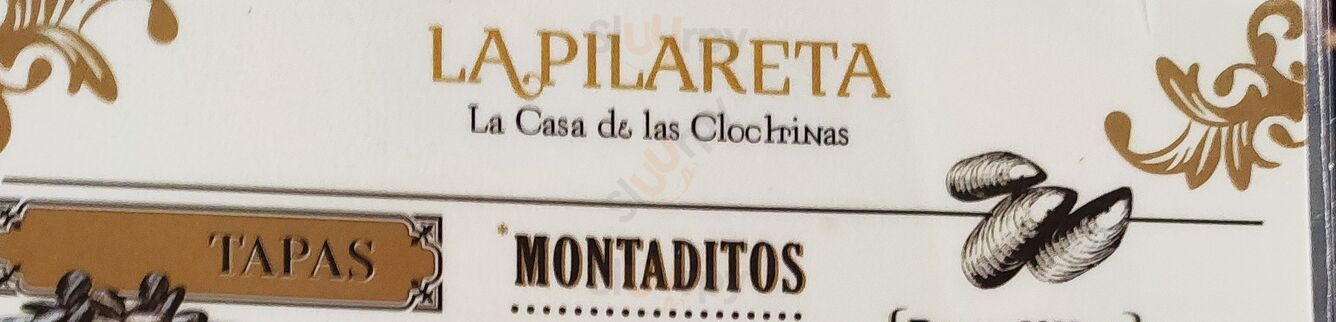 LA PILARETA
La Casa de las Clochinas
TAPAS
*MONTADITOS